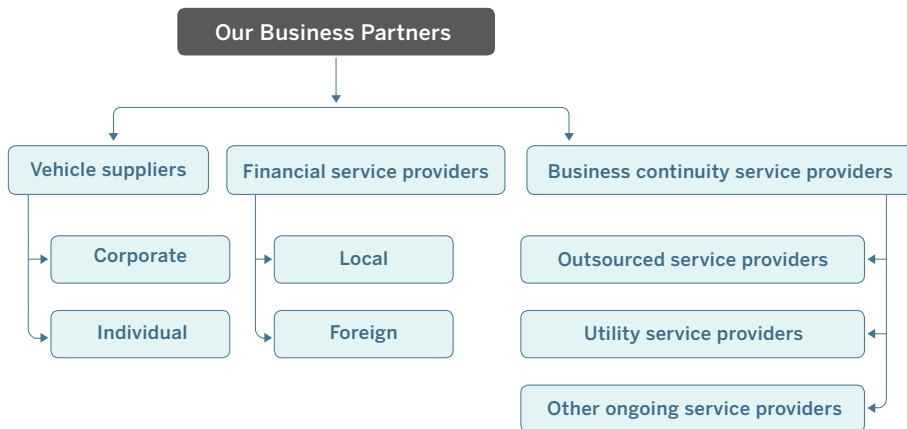 Our Business Partners
Vehicle suppliers
Financial service providers
Business continuity service providers
Corporate
Local
Outsourced service providers
Individual
Foreign
Utility service providers
Other ongoing service providers